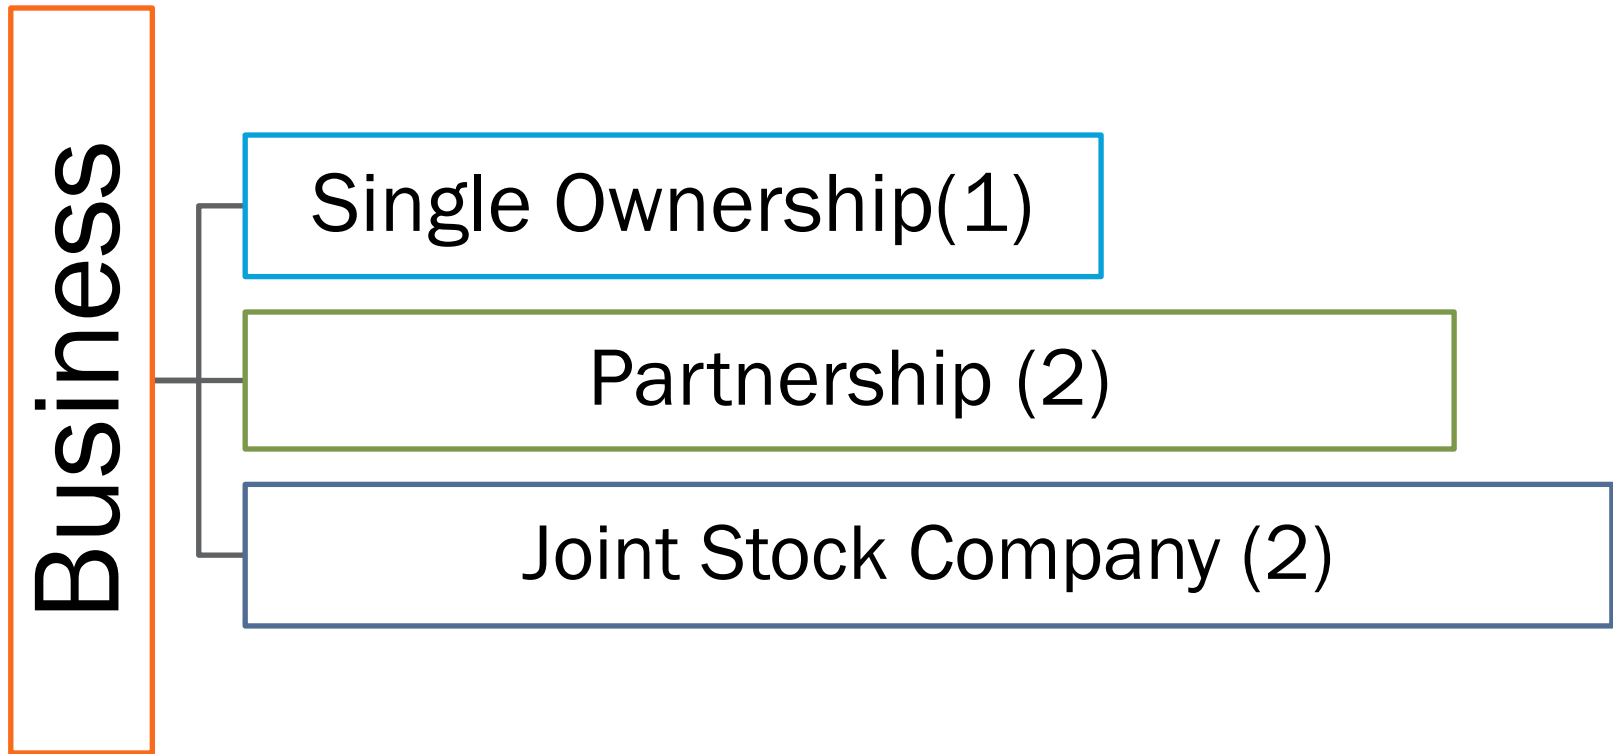 Business
Single Ownership(1)
Partnership (2)
Joint Stock Company (2)